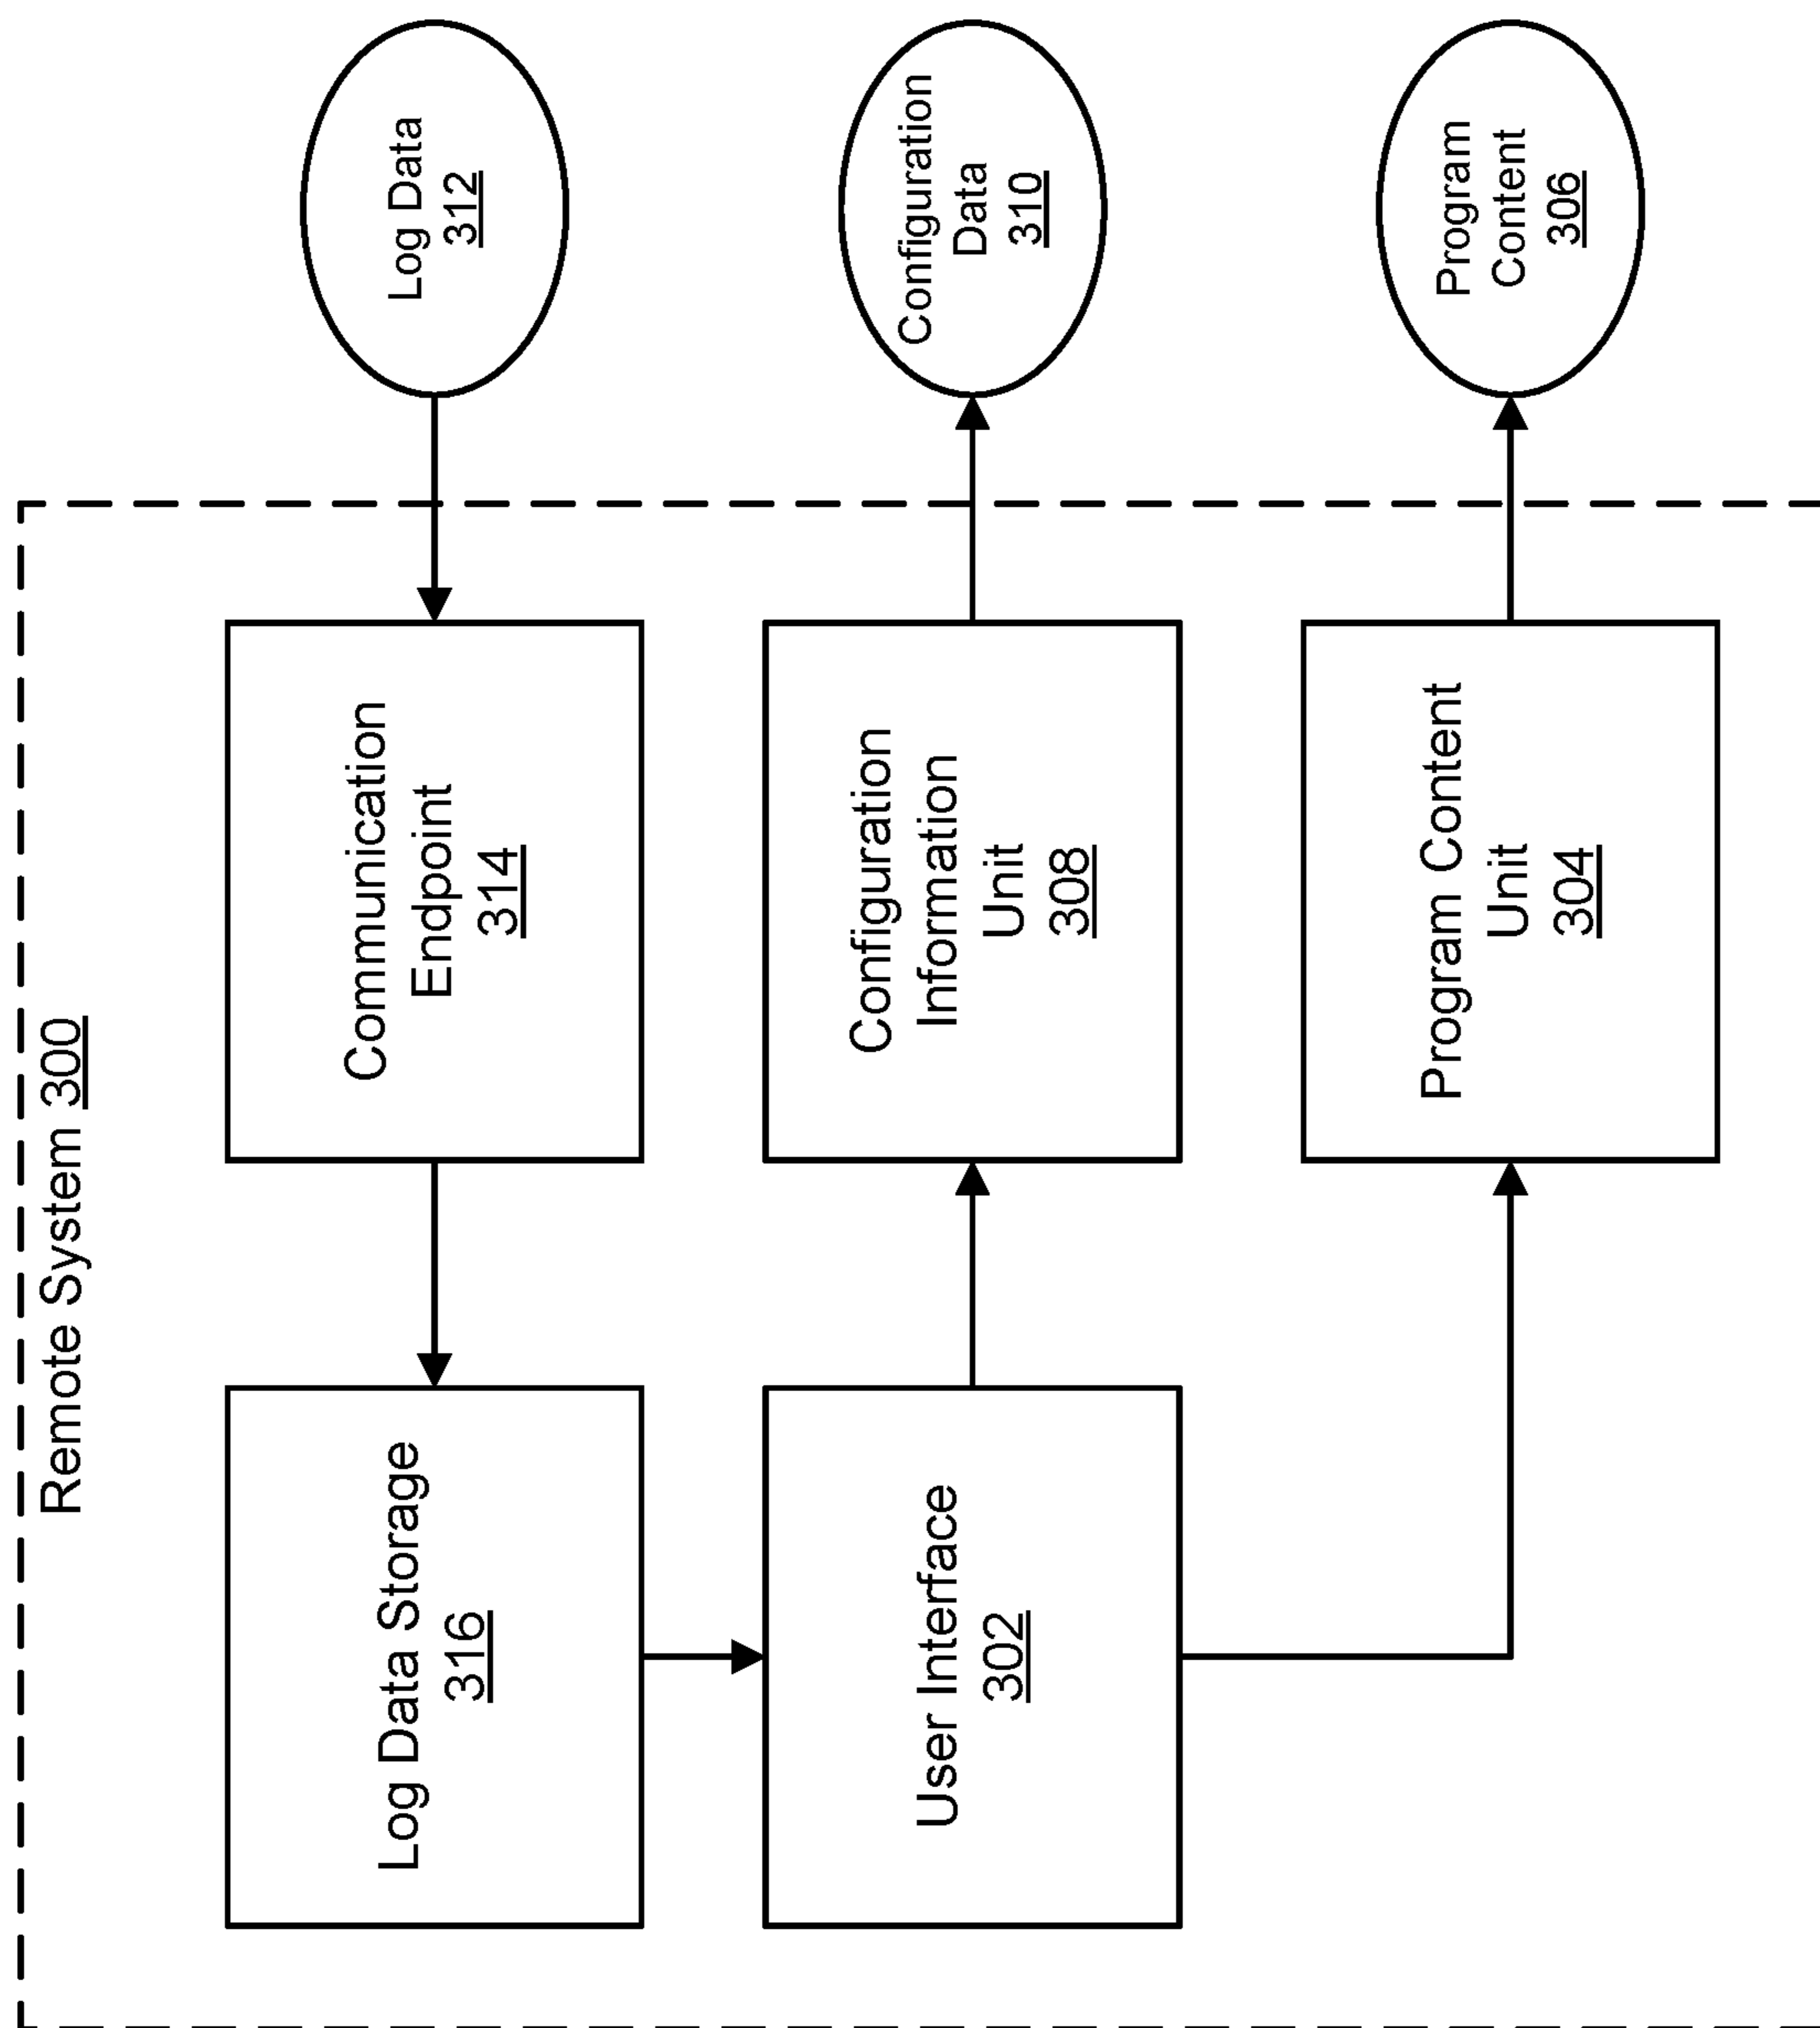 Remote System 300
Log Data Storage
316
Communication
Endpoint
314
Log Data
312
User Interface
302
Configuration
Information
Unit
308
Configuration
Data
310
Program Content
Unit
304
Program
Content
306